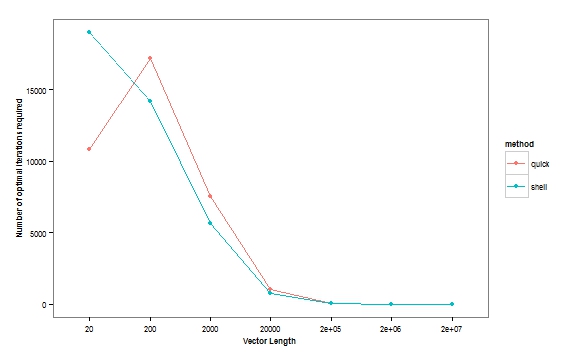 Number of optimal iterations required
15000
10000
5000
0
20
200
2000
20000
2e+05
2e+06
2e+07
Vector Length
method
quick
shell